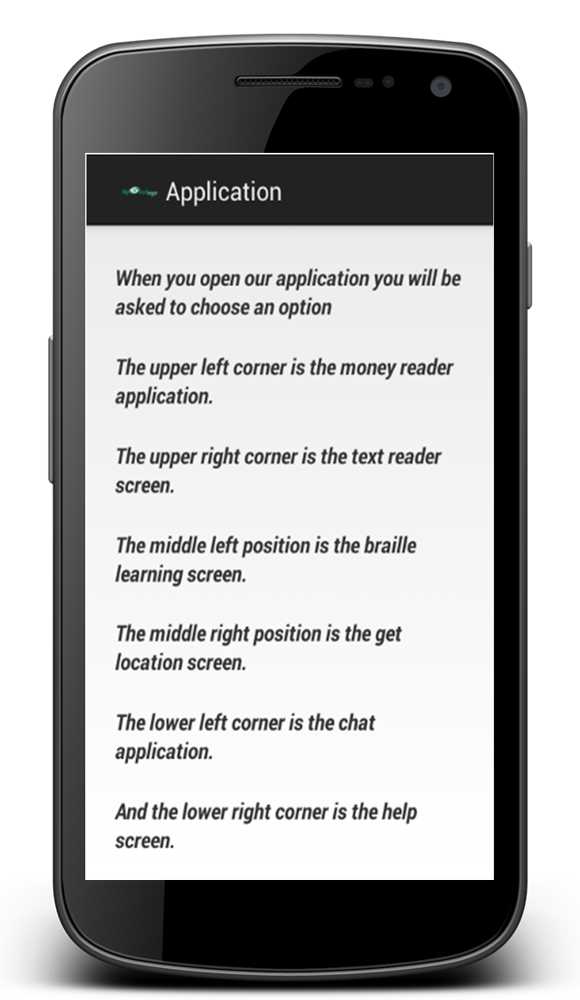 Application
When you open our application you will be
asked to choose an option
The upper left corner is the money reader
application.
The upper right corner is the text reader
screen.
The middle left position is the braille
learning screen.
The middle right position is the get
location screen.
The lower left corner is the chat
application.
And the lower right corner is the help
screen.